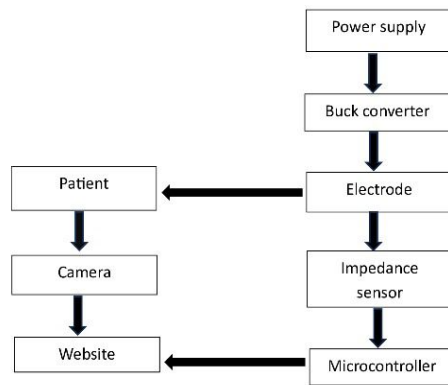 Power supply
Buck converter
Patient
Electrode
Camera
Impedance
sensor
Website
Microcontroller